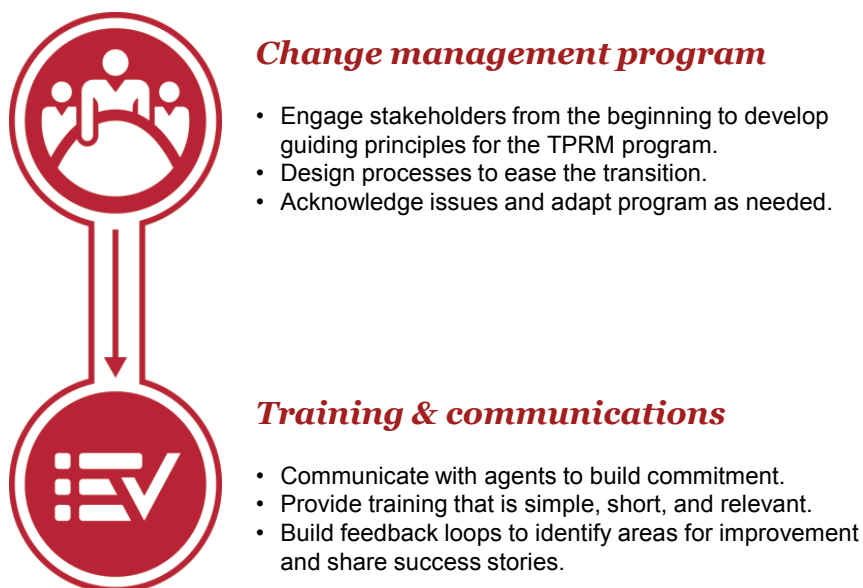 Change management program
• Engage stakeholders from the beginning to develop
guiding principles for the TPRM program.
• Design processes to ease the transition.
• Acknowledge issues and adapt program as needed.
Training & communications
• Communicate with agents to build commitment.
• Provide training that is simple, short, and relevant.
• Build feedback loops to identify areas for improvement
and share success stories.